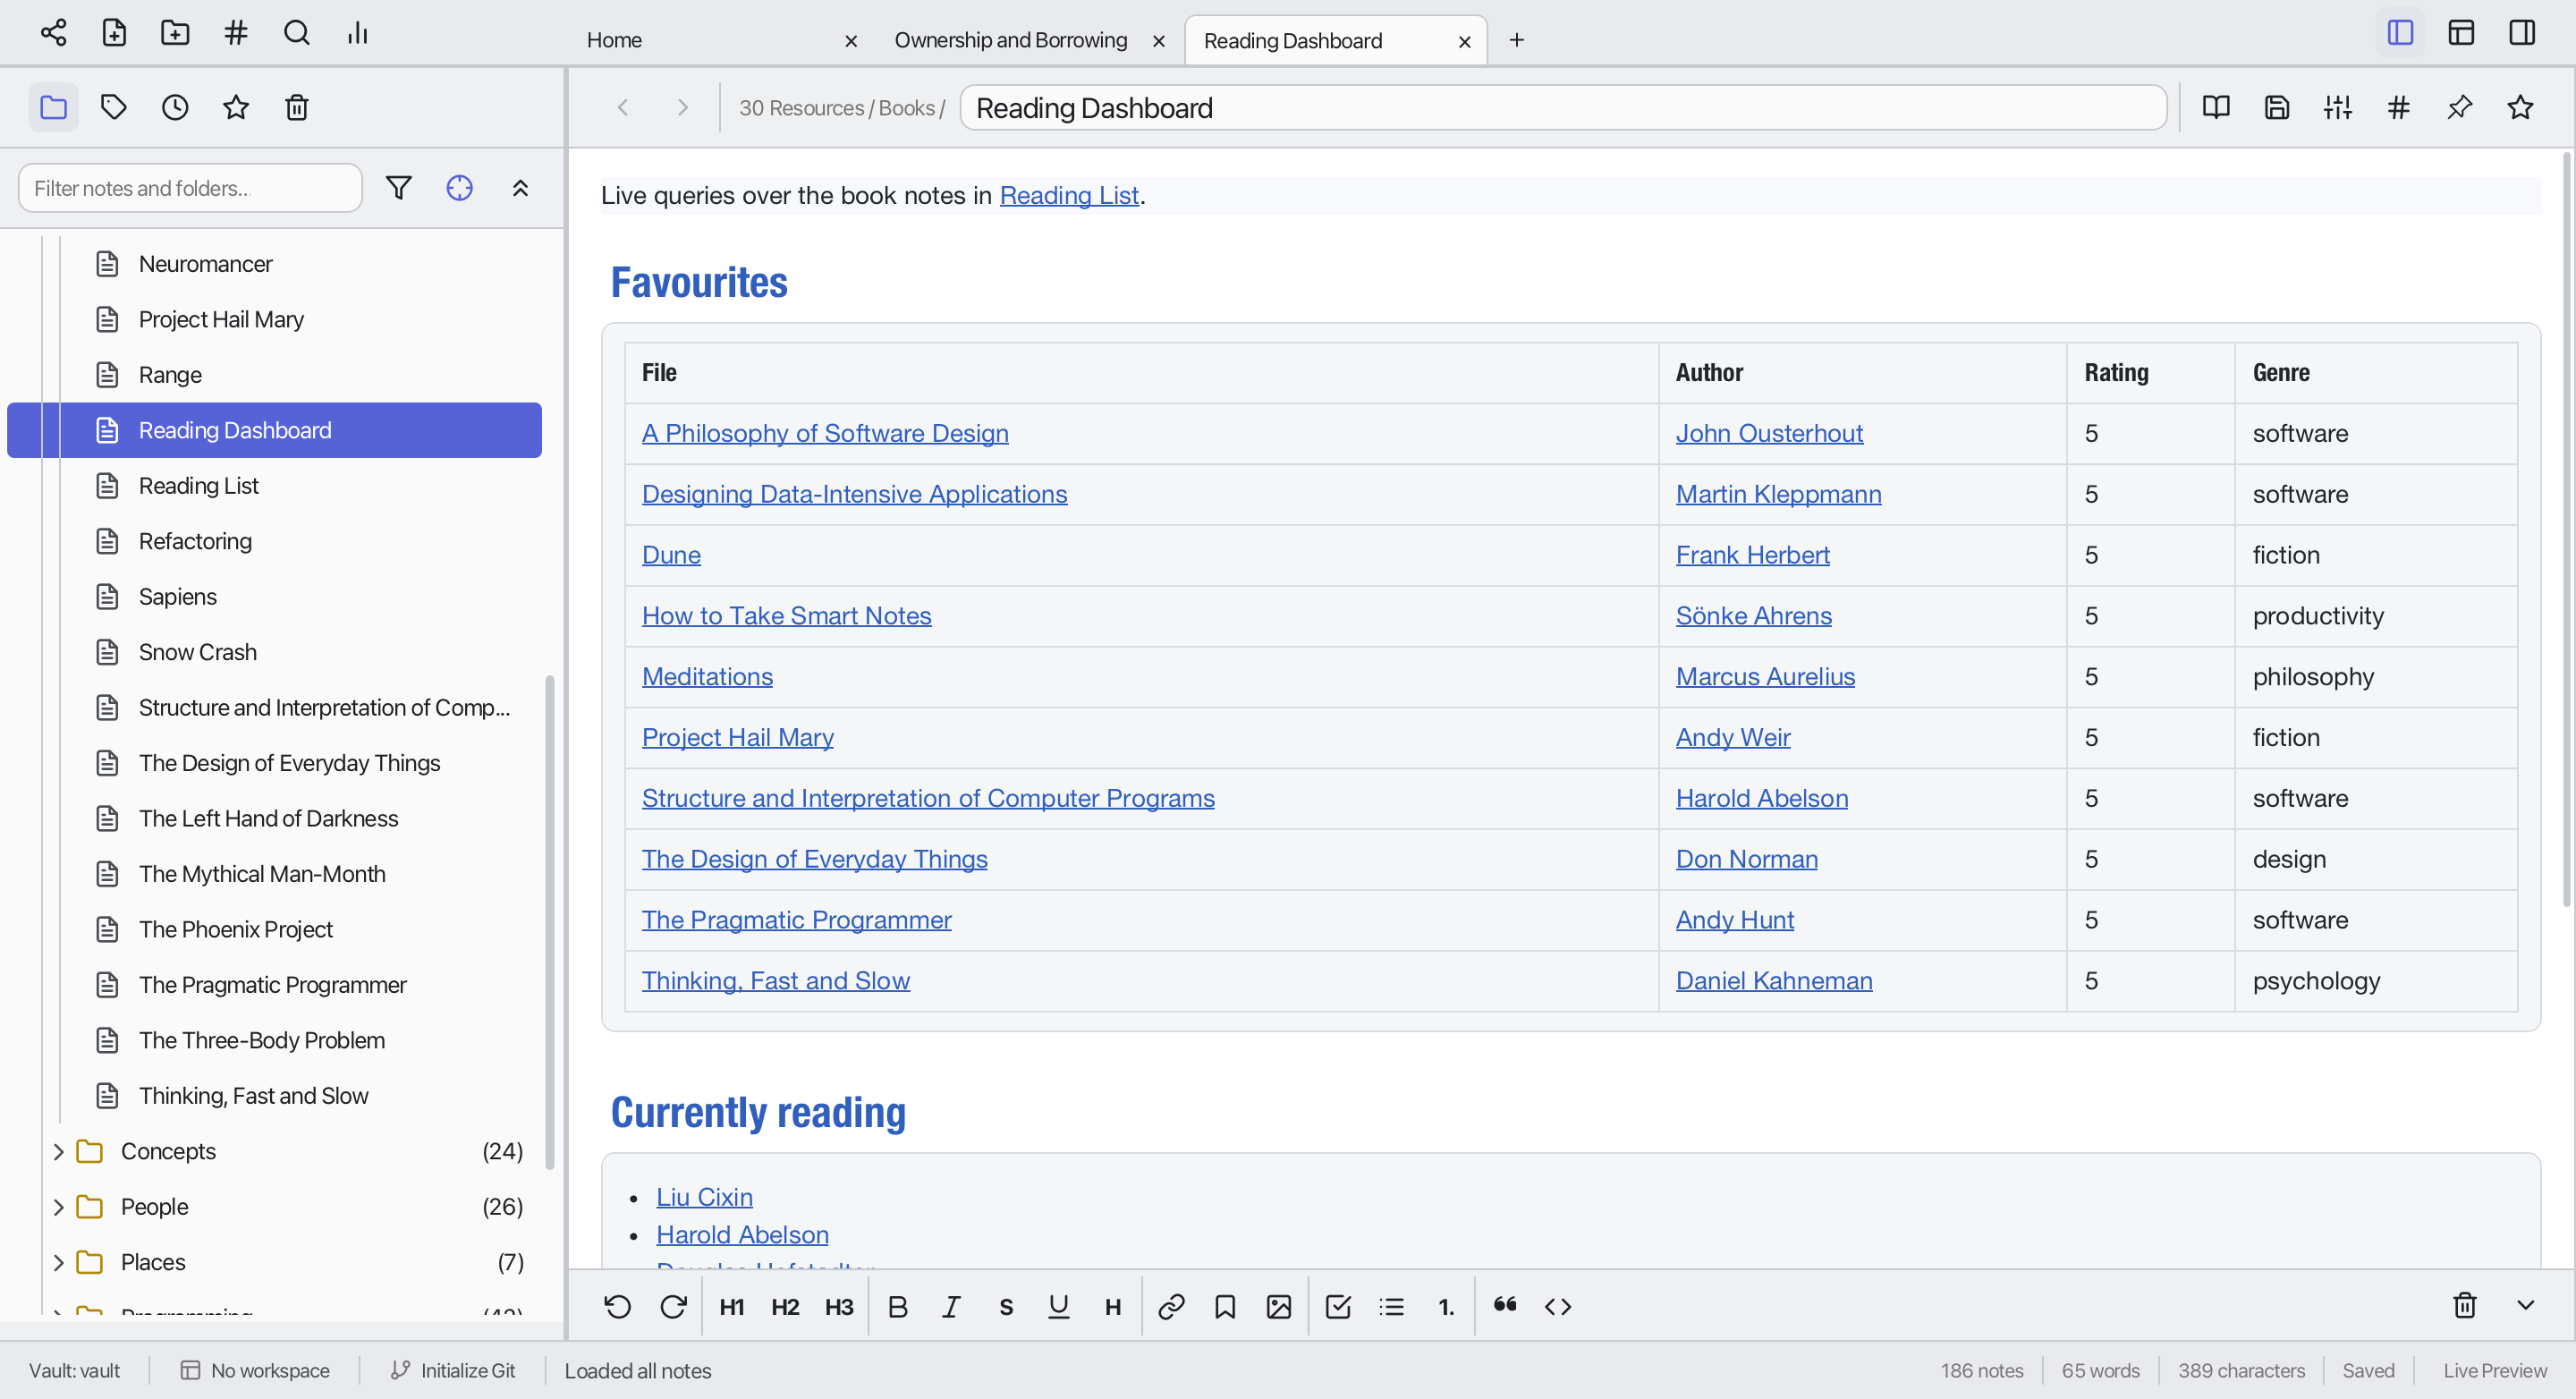 Home
Ownership and Borrowing
Reading Dashboard
30 Resources / Books /
Reading Dashboard
Filter notes and folders...
Neuromancer
Project Hail Mary
Range
Reading Dashboard
Reading List
Refactoring
Sapiens
Snow Crash
Structure and Interpretation of Comp...
The Design of Everyday Things
The Left Hand of Darkness
The Mythical Man-Month
The Phoenix Project
The Pragmatic Programmer
The Three-Body Problem
Thinking, Fast and Slow
Concepts (24)
People (26)
Places (7)
Programming (42)
Live queries over the book notes in Reading List.
Favourites
File Author Rating Genre
A Philosophy of Software Design John Ousterhout 5 software
Designing Data-Intensive Applications Martin Kleppmann 5 software
Dune Frank Herbert 5 fiction
How to Take Smart Notes Sönke Ahrens 5 productivity
Meditations Marcus Aurelius 5 philosophy
Project Hail Mary Andy Weir 5 fiction
Structure and Interpretation of Computer Programs Harold Abelson 5 software
The Design of Everyday Things Don Norman 5 design
The Pragmatic Programmer Andy Hunt 5 software
Thinking, Fast and Slow Daniel Kahneman 5 psychology
Currently reading
• Liu Cixin
• Harold Abelson
Douglas Hofstadter
H1 H2 H3 B I S U H 1.
Vault: vault
No workspace
Initialize Git
Loaded all notes
186 notes
65 words
389 characters
Saved
Live Preview